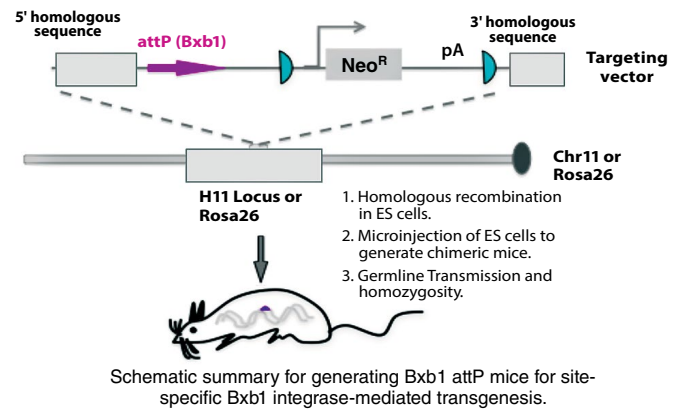 5' homologous
sequence
attP (Bxb1)
3' homologous
sequence
pA
NeoR
Targeting
vector
Chr11 or
Rosa26
H11 Locus or
Rosa26
1. Homologous recombination
in ES cells.
2. Microinjection of ES cells to
generate chimeric mice.
3. Germline Transmission and
homozygosity.
Schematic summary for generating Bxb1 attP mice for site-
specific Bxb1 integrase-mediated transgenesis.